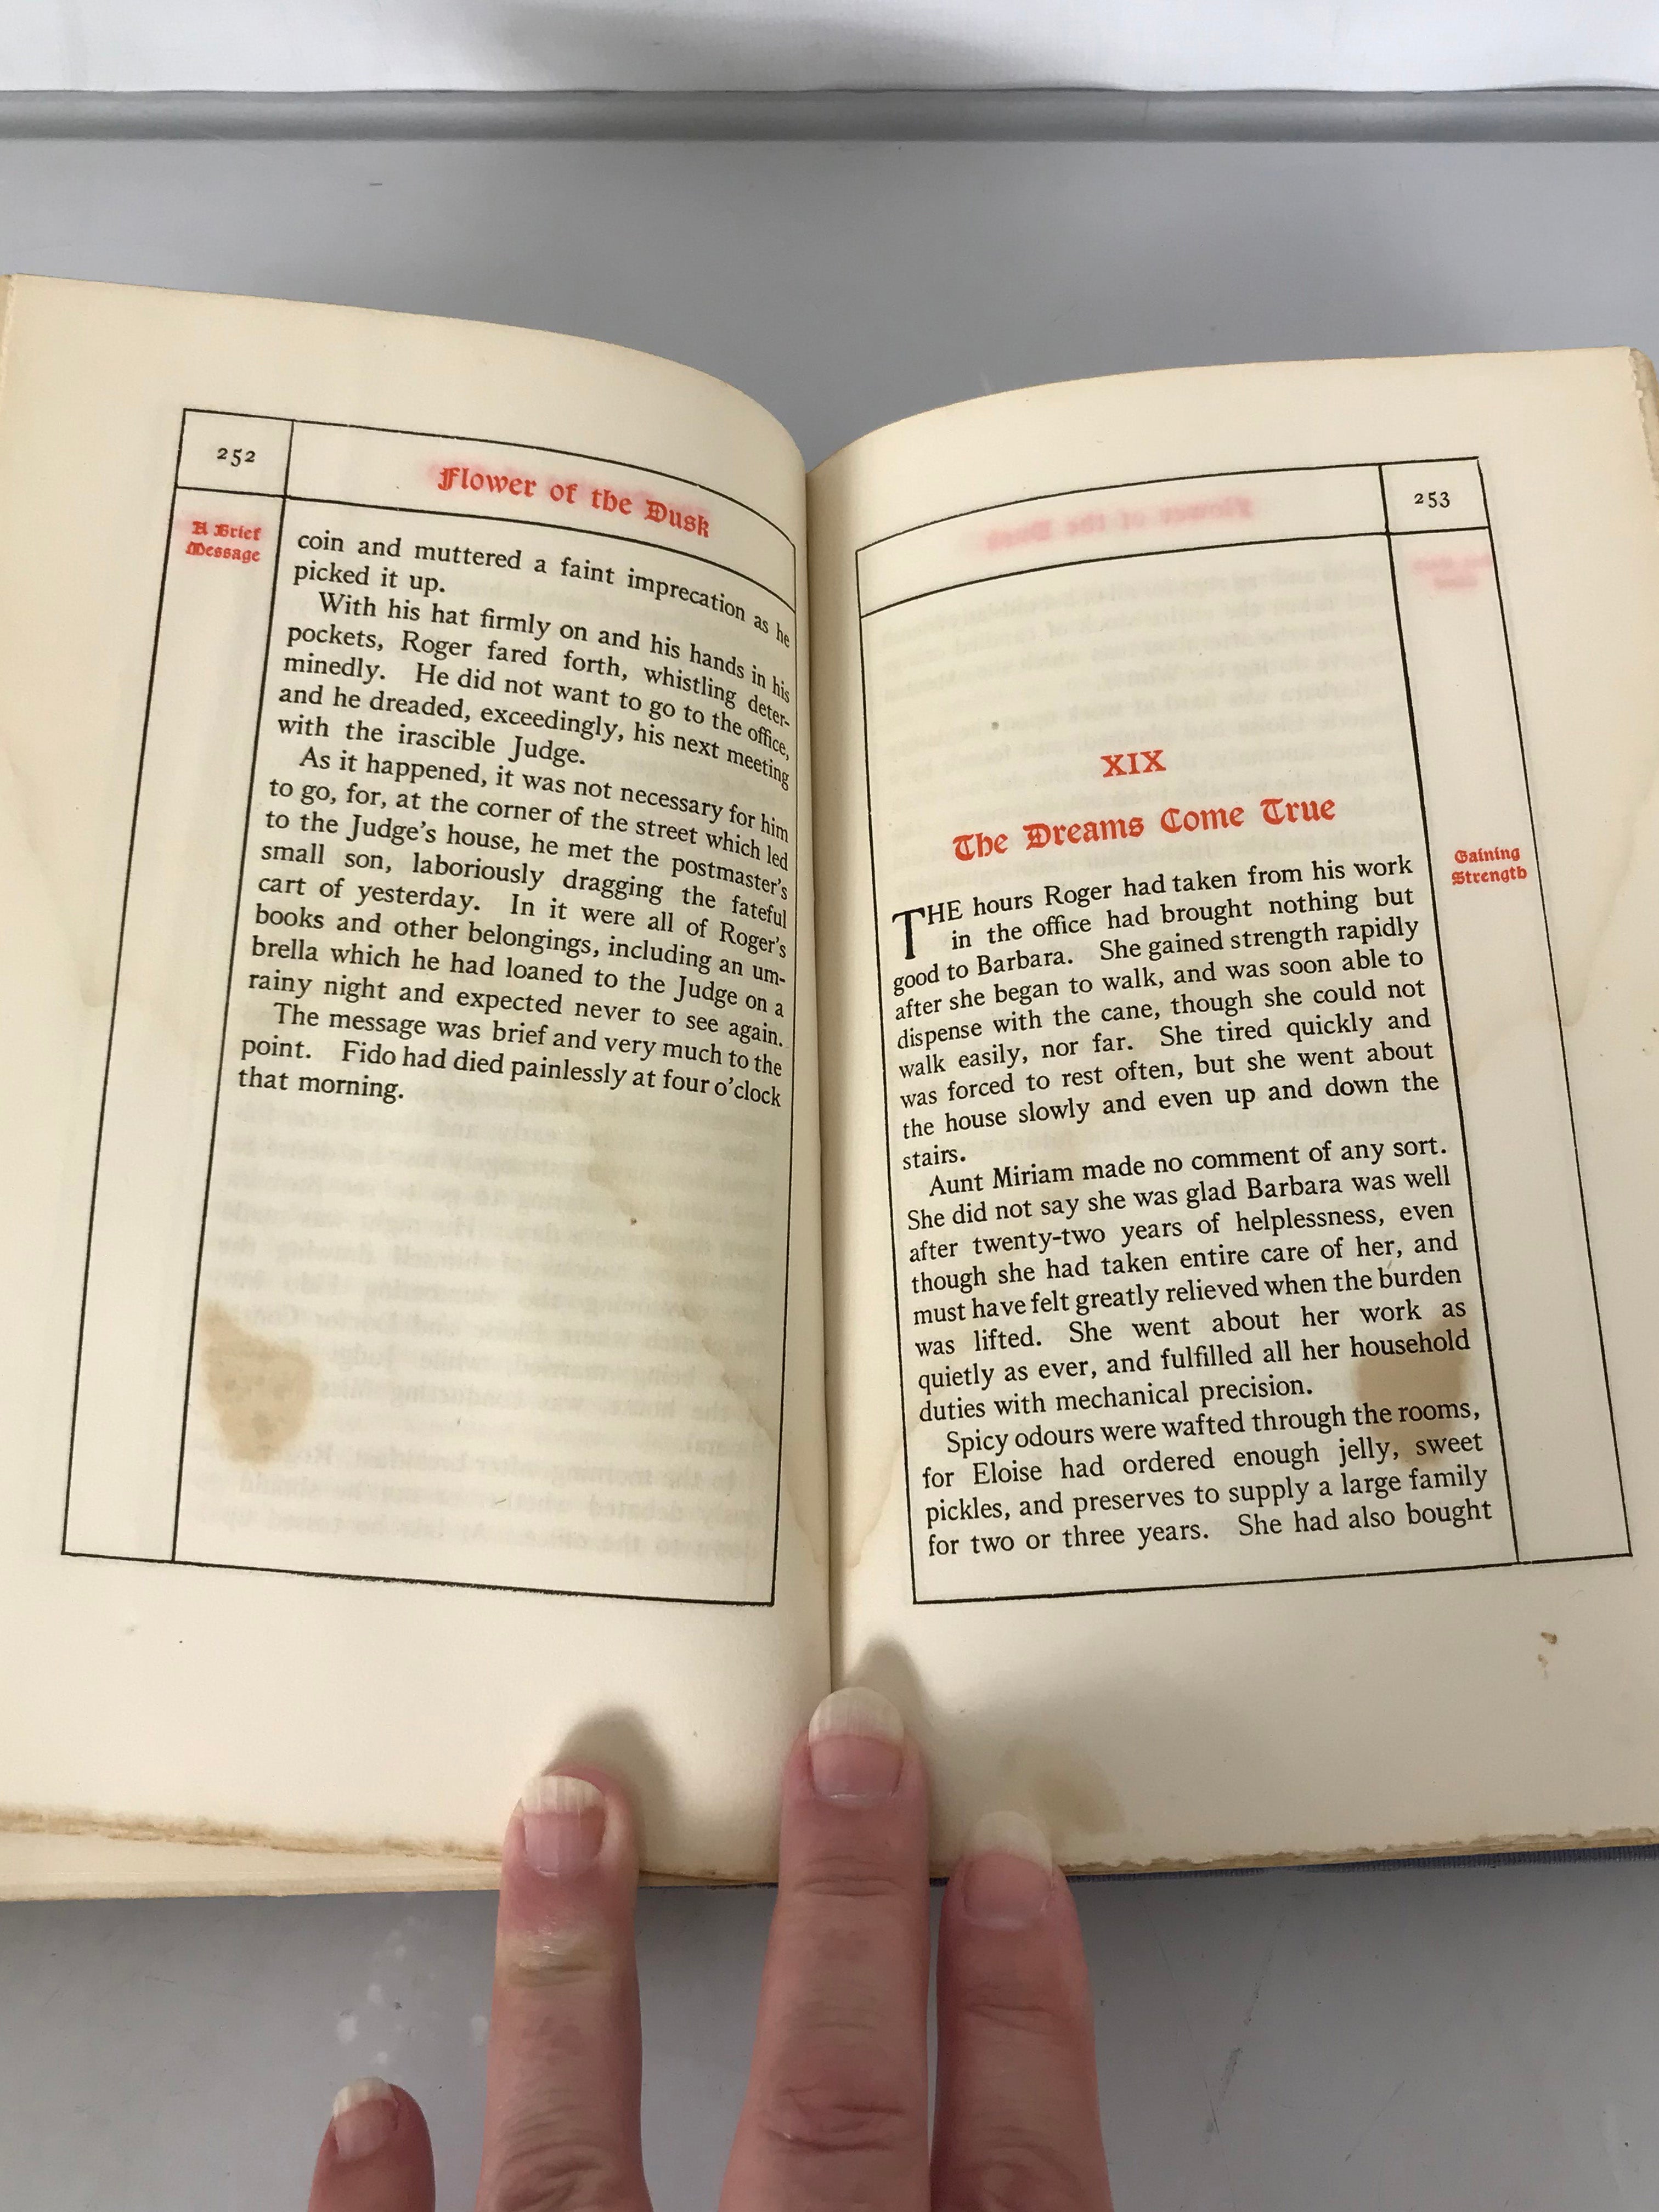 252
Flower of the Dusk
A Brief
Message
coin and muttered a faint imprecation as he
picked it up.
With his hat firmly on and his hands in his
pockets, Roger fared forth, whistling deter-
minedly. He did not want to go to the office,
and he dreaded, exceedingly, his next meeting
with the irascible Judge.
As it happened, it was not necessary for him
to go, for, at the corner of the street which led
to the Judge's house, he met the postmaster's
small son, laboriously dragging the fateful
cart of yesterday. In it were all of Roger's
books and other belongings, including an um-
brella which he had loaned to the Judge on a
rainy night and expected never to see again.
The message was brief and very much to the
point. Fido had died painlessly at four o'clock
that morning.
253
XIX
The Dreams Come True
Gaining
Strength
THE hours Roger had taken from his work
in the office had brought nothing but
good to Barbara. She gained strength rapidly
after she began to walk, and was soon able to
dispense with the cane, though she could not
walk easily, nor far. She tired quickly and
was forced to rest often, but she went about
the house slowly and even up and down the
stairs.
Aunt Miriam made no comment of any sort.
She did not say she was glad Barbara was well
after twenty-two years of helplessness, even
though she had taken entire care of her, and
must have felt greatly relieved when the burden
was lifted. She went about her work as
quietly as ever, and fulfilled all her household
duties with mechanical precision.
Spicy odours were wafted through the rooms,
for Eloise had ordered enough jelly, sweet
pickles, and preserves to supply a large family
for two or three years. She had also bought